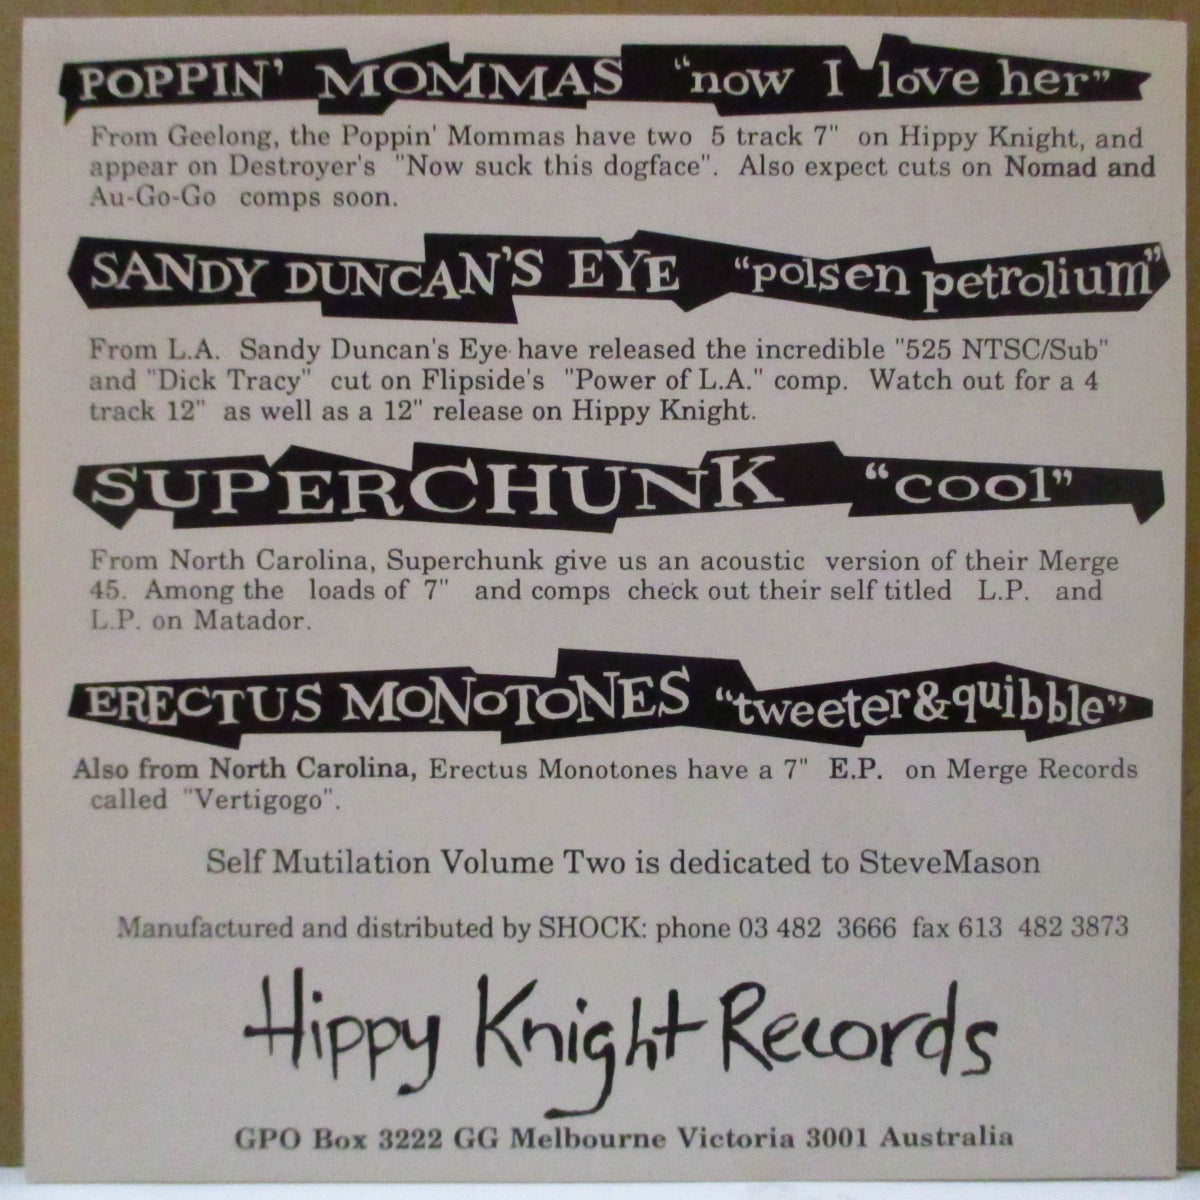 POPPIN' MOMMAS "now I love her"
From Geelong, the Poppin' Mommas have two 5 track 7" on Hippy Knight, and
appear on Destroyer's "Now suck this dogface". Also expect cuts on Nomad and
Au-Go-Go comps soon.
SANDY DUNCAN'S EYE "polsen petrolium"
From L.A. Sandy Duncan's Eye have released the incredible "525 NTSC/Sub"
and "Dick Tracy" cut on Flipside's "Power of L.A." comp. Watch out for a 4
track 12" as well as a 12" release on Hippy Knight.
SUPERCHUNK "cool"
From North Carolina, Superchunk give us an acoustic version of their Merge
45. Among the loads of 7" and comps check out their self titled L.P. and
L.P. on Matador.
ERECTUS MONOTONES "tweeter&quibble"
Also from North Carolina, Erectus Monotones have a 7" E.P. on Merge Records
called "Vertigogo".
Self Mutilation Volume Two is dedicated to SteveMason
Manufactured and distributed by SHOCK: phone 03 482 3666 fax 613 482 3873
Hippy Knight Records
GPO Box 3222 GG Melbourne Victoria 3001 Australia